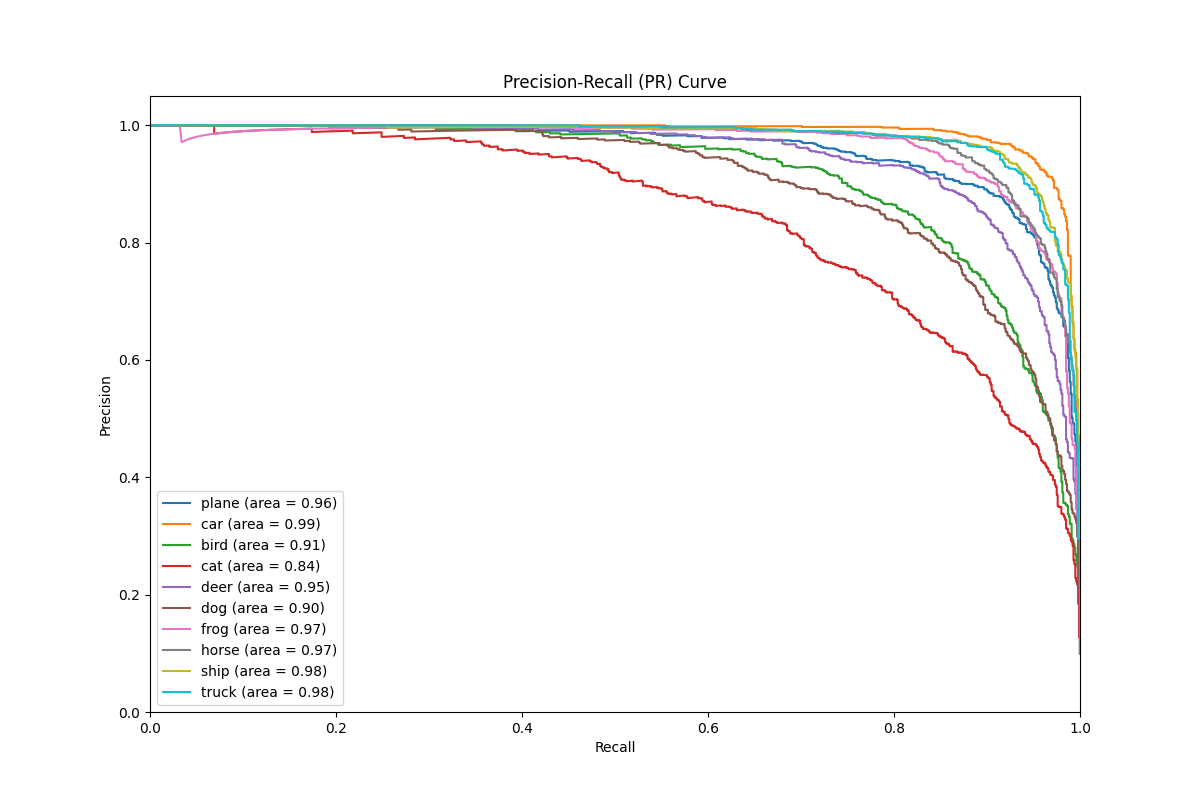 Precision-Recall (PR) Curve
1.0
0.8
0.6
0.4
0.2
0.0
Precision
plane (area = 0.96)
car (area = 0.99)
bird (area = 0.91)
cat (area = 0.84)
deer (area = 0.95)
dog (area = 0.90)
frog (area = 0.97)
horse (area = 0.97)
ship (area = 0.98)
truck (area = 0.98)
0.0 0.2 0.4 0.6 0.8 1.0
Recall